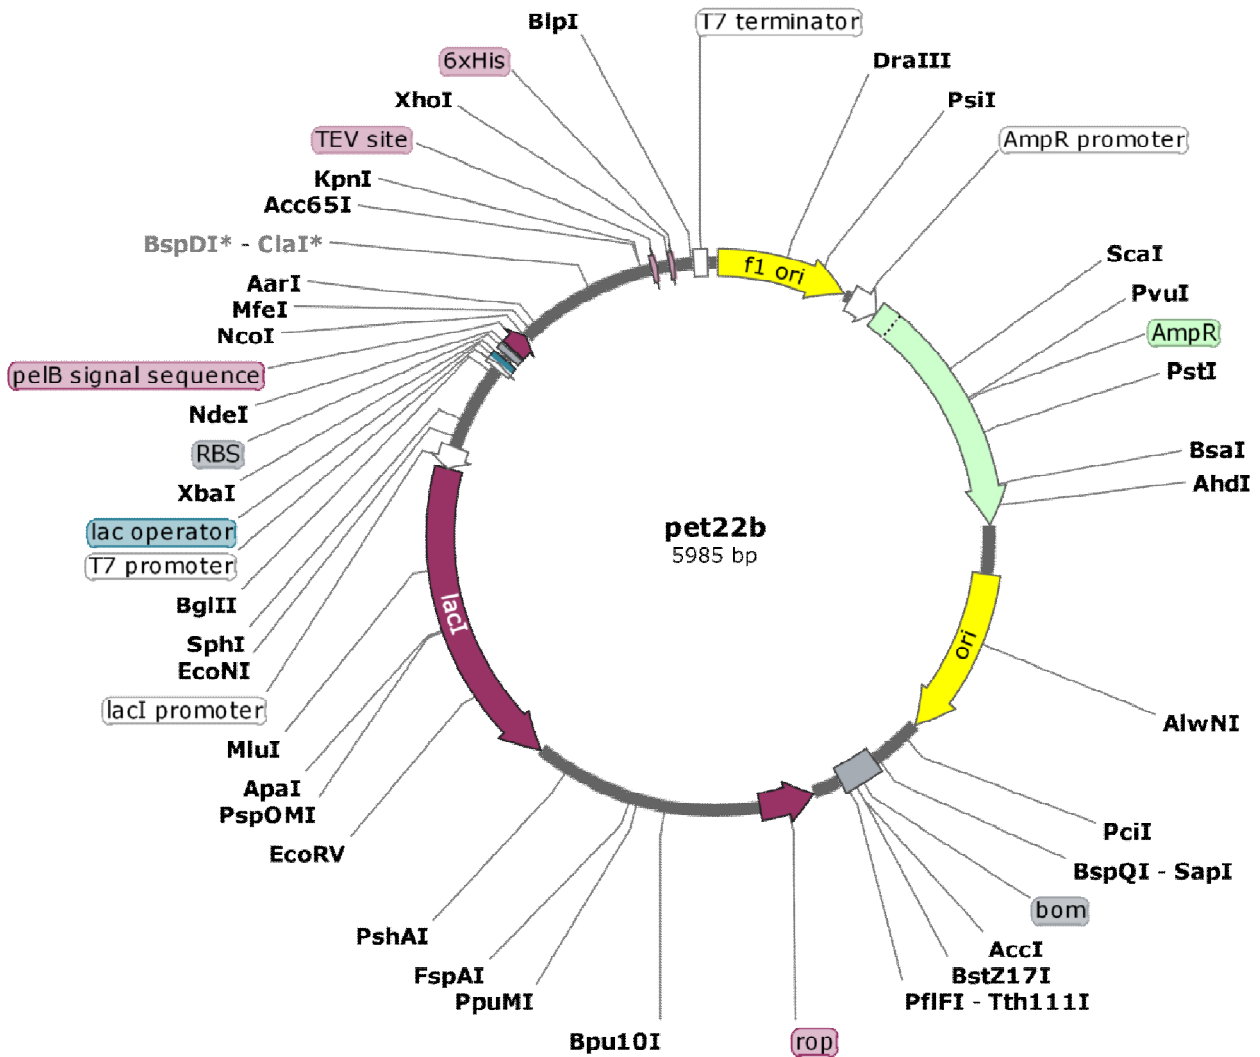 BlpI
T7 terminator
6xHis
DraIII
XhoI
PsiI
TEV site
AmpR promoter
KpnI
Acc65I
BspDI* - ClaI*
f1 ori
ScaI
AarI
PvuI
MfeI
NcoI
AmpR
pelB signal sequence
PstI
NdeI
RBS
BsaI
XbaI
AhdI
lac operator
pet22b
5985 bp
T7 promoter
BglII
lacI
SphI
ori
EcoNI
lacI promoter
AlwNI
MluI
ApaI
PspOMI
PciI
EcoRV
BspQI - SapI
bom
PshAI
AccI
FspAI
BstZ17I
PpuMI
PflFI - Tth111I
Bpu10I
rop